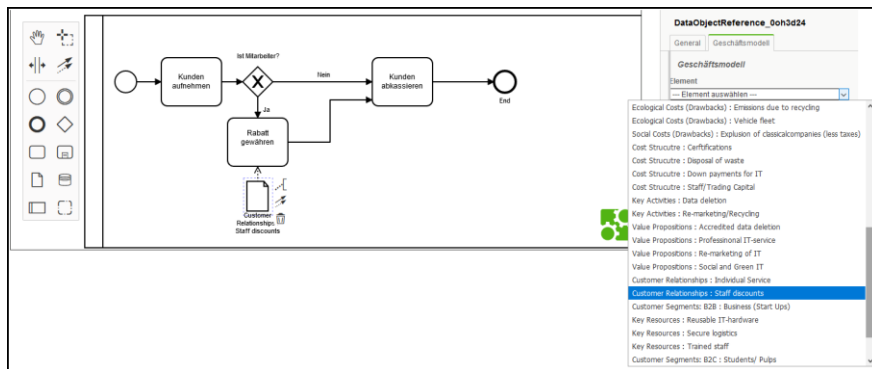 DataObjectReference_0oh3d24
General
Geschäftsmodell
Geschäftsmodell
Element
--- Element auswählen ---
Ist Mitarbeiter?
Kunden
aufnehmen
Nein
Kunden
abkassieren
End
Ja
Rabatt
gewähren
Customer
Relationships
Staff discounts
Ecological Costs (Drawbacks) : Emissions due to recycling
Ecological Costs (Drawbacks) : Vehicle fleet
Social Costs (Drawbacks) : Explusion of classicalcompanies (less taxes)
Cost Strucutre : Cerftifications
Cost Strucutre : Disposal of waste
Cost Strucutre : Down payments for IT
Cost Strucutre : Staff/Trading Capital
Key Activities : Data deletion
Key Activities : Re-marketing/Recycling
Value Propositions : Accredited data deletion
Value Propositions : Professinonal IT-service
Value Propositions : Re-marketing of IT
Value Propositions : Social and Green IT
Customer Relationships : Individual Service
Customer Relationships : Staff discounts
Customer Segments: B2B : Business (Start Ups)
Key Resources : Reusable IT-hardware
Key Resources : Secure logistics
Key Resources : Trained staff
Customer Segments: B2C : Students/ Pulps